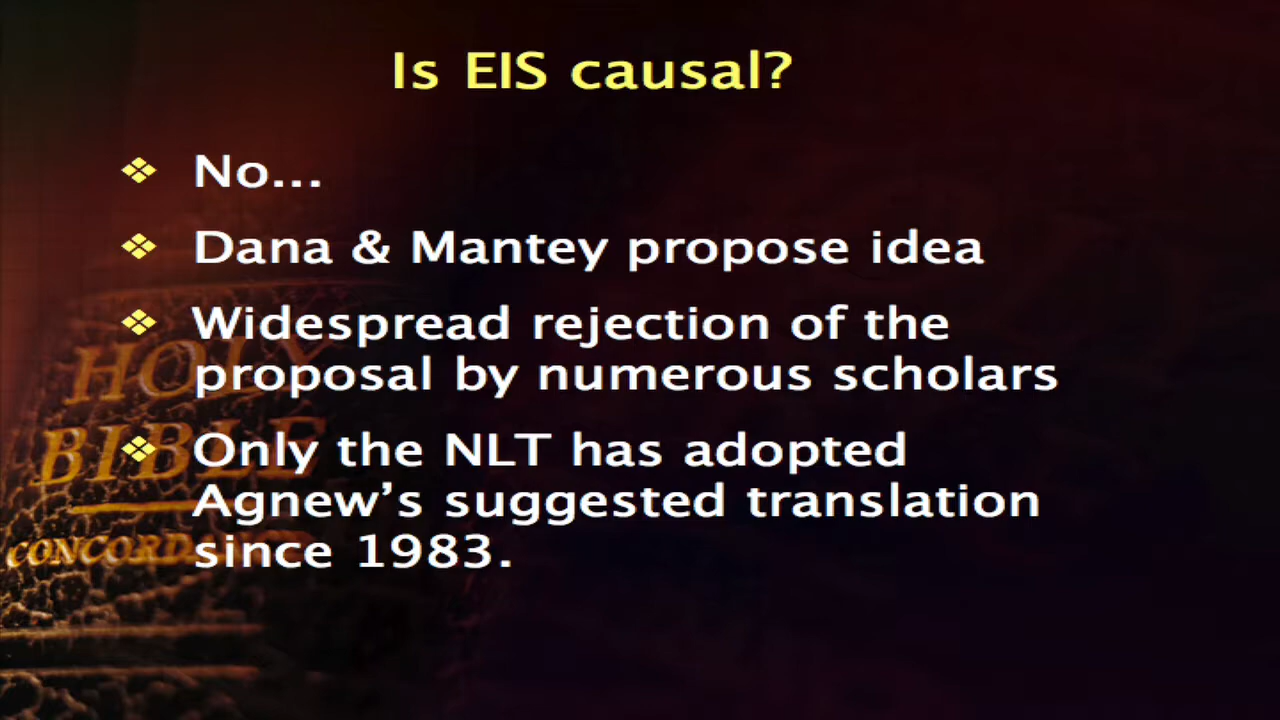 Is EIS causal?
No...
Dana & Mantey propose idea
Widespread rejection of the
proposal by numerous scholars
Only the NLT has adopted
Agnew’s suggested translation
since 1983.
HOLY
BIBLE